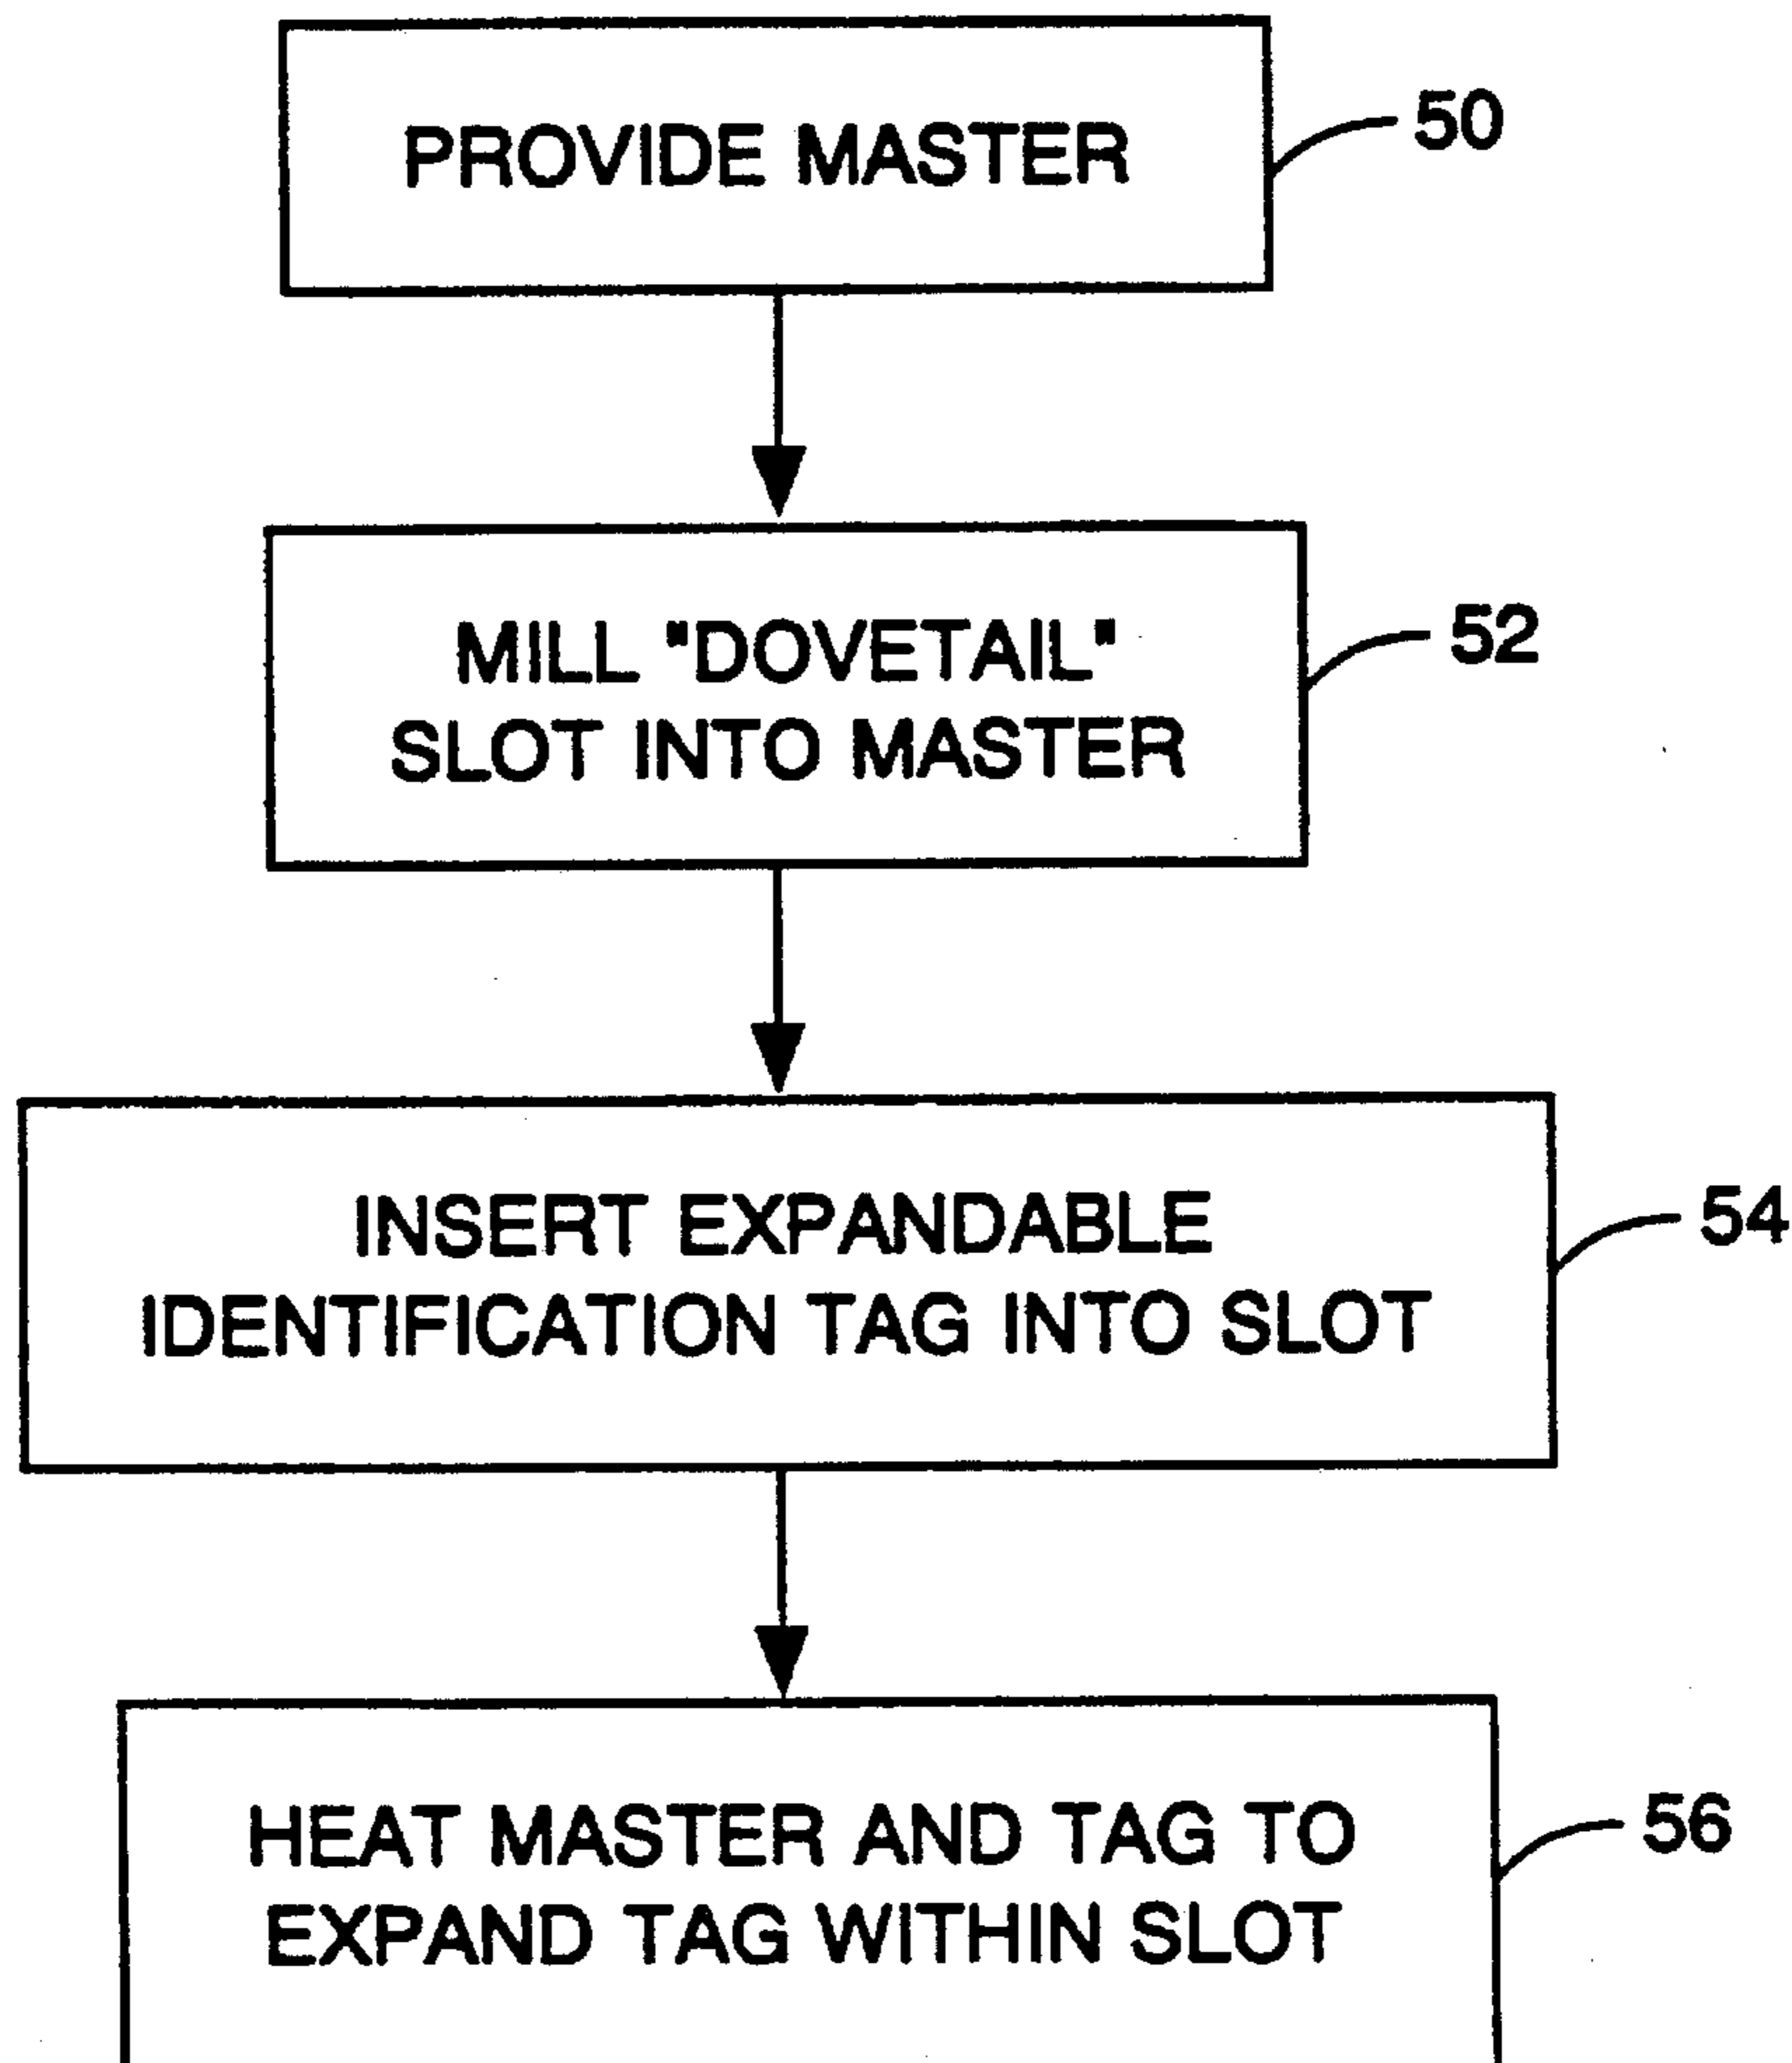 PROVIDE MASTER
50
MILL "DOVETAIL"
SLOT INTO MASTER
52
INSERT EXPANDABLE
IDENTIFICATION TAG INTO SLOT
54
HEAT MASTER AND TAG TO
EXPAND TAG WITHIN SLOT
56